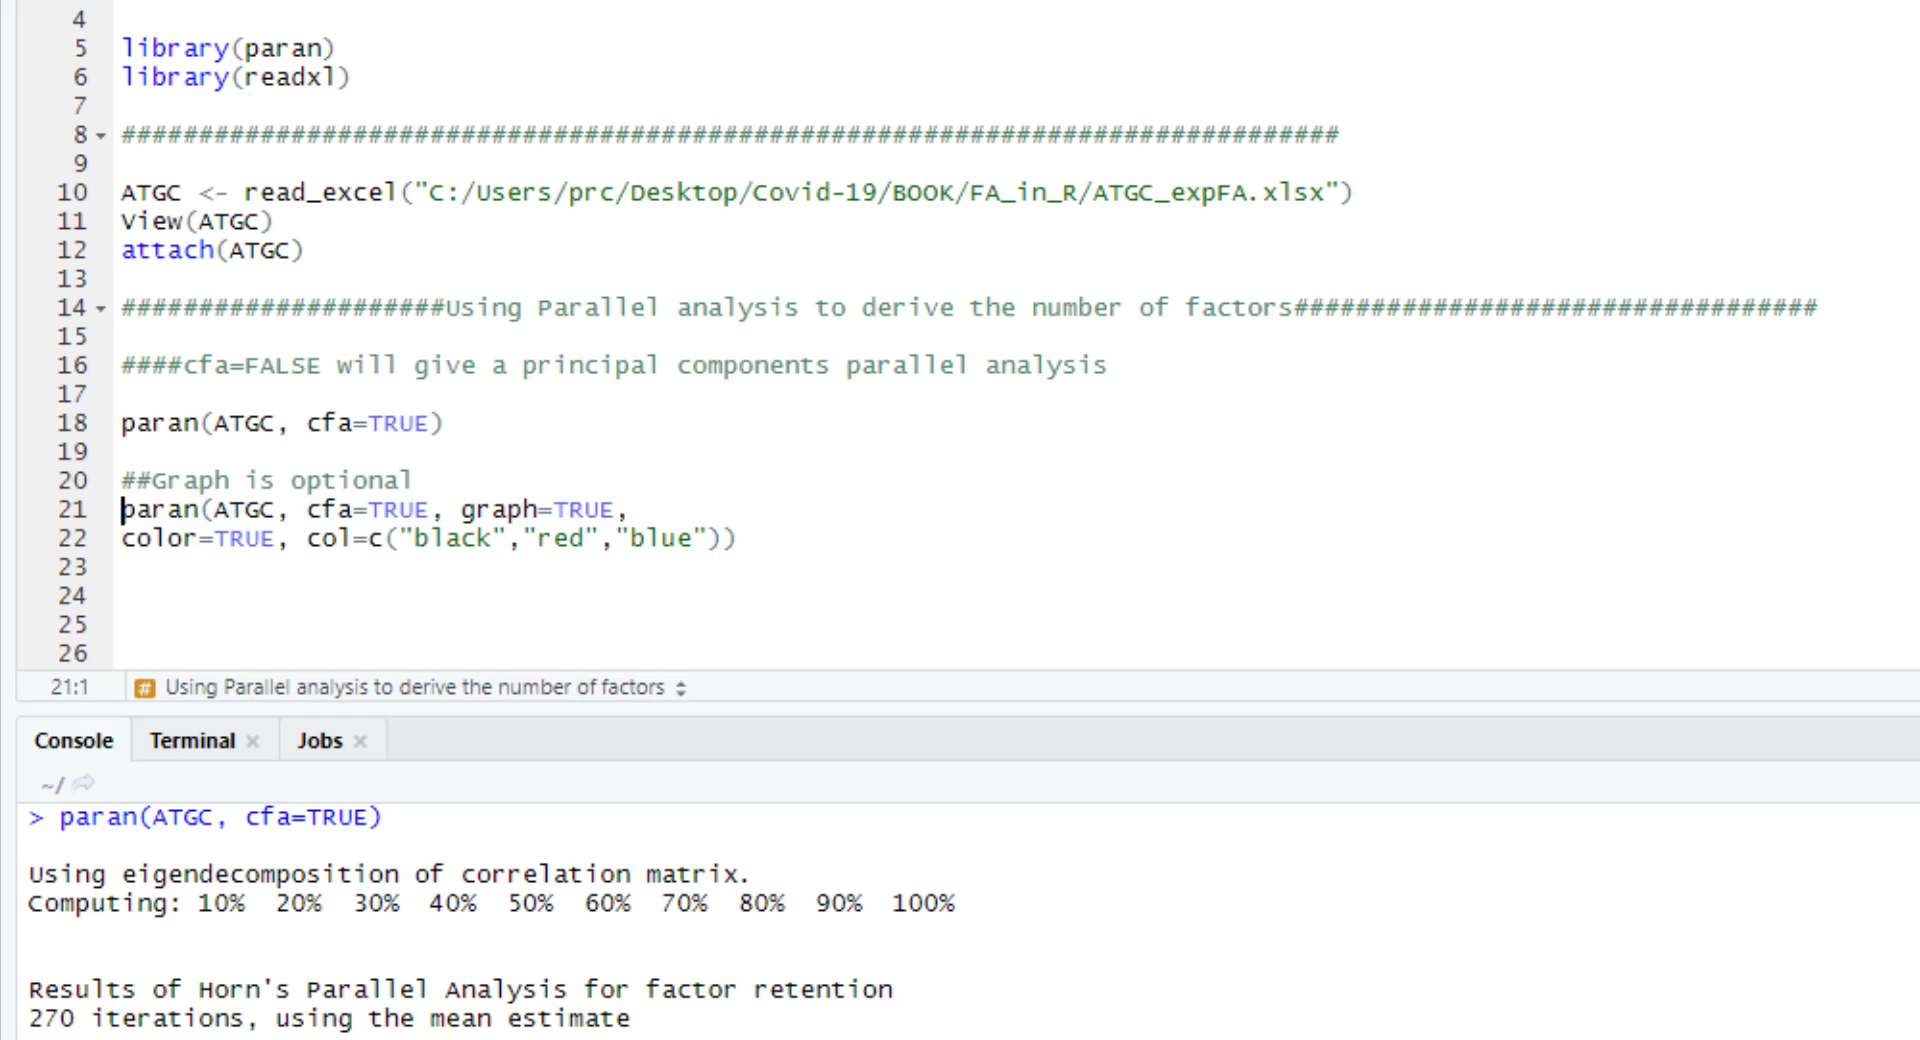 4
5 library(paran)
6 library(readxl)
7
8 ###############################################################################
9
10 ATGC <- read_excel("C:/Users/prc/Desktop/Covid-19/BOOK/FA_in_R/ATGC_expFA.xlsx")
11 View(ATGC)
12 attach(ATGC)
13
14 #####################Using Parallel analysis to derive the number of factors##################################
15
16 ####cfa=FALSE will give a principal components parallel analysis
17
18 paran(ATGC, cfa=TRUE)
19
20 ##Graph is optional
21 paran(ATGC, cfa=TRUE, graph=TRUE,
22 color=TRUE, col=c("black","red","blue"))
23
24
25
26
21:1 # Using Parallel analysis to derive the number of factors
Console Terminal Jobs
~/
> paran(ATGC, cfa=TRUE)
Using eigendecomposition of correlation matrix.
Computing: 10% 20% 30% 40% 50% 60% 70% 80% 90% 100%
Results of Horn's Parallel Analysis for factor retention
270 iterations, using the mean estimate